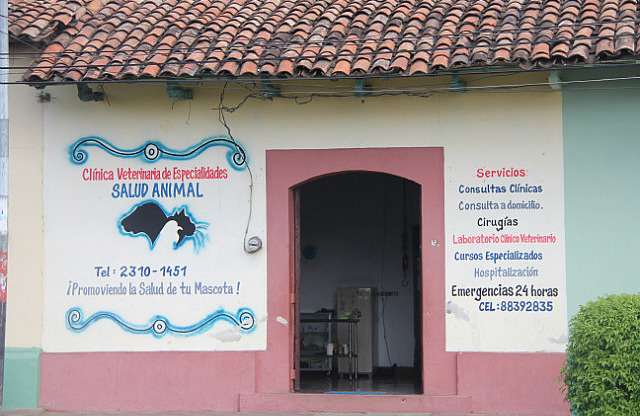 Clínica Veterinaria de Especialidades
SALUD ANIMAL
Tel: 2310-1451
¡Promoviendo la Salud de tu Mascota!
Servicios:
Consultas Clínicas
Consulta a domicilio.
Cirugías
Laboratorio Clínico Veterinario
Cursos Especializados
Hospitalización
Emergencias 24 horas
CEL: 88392835